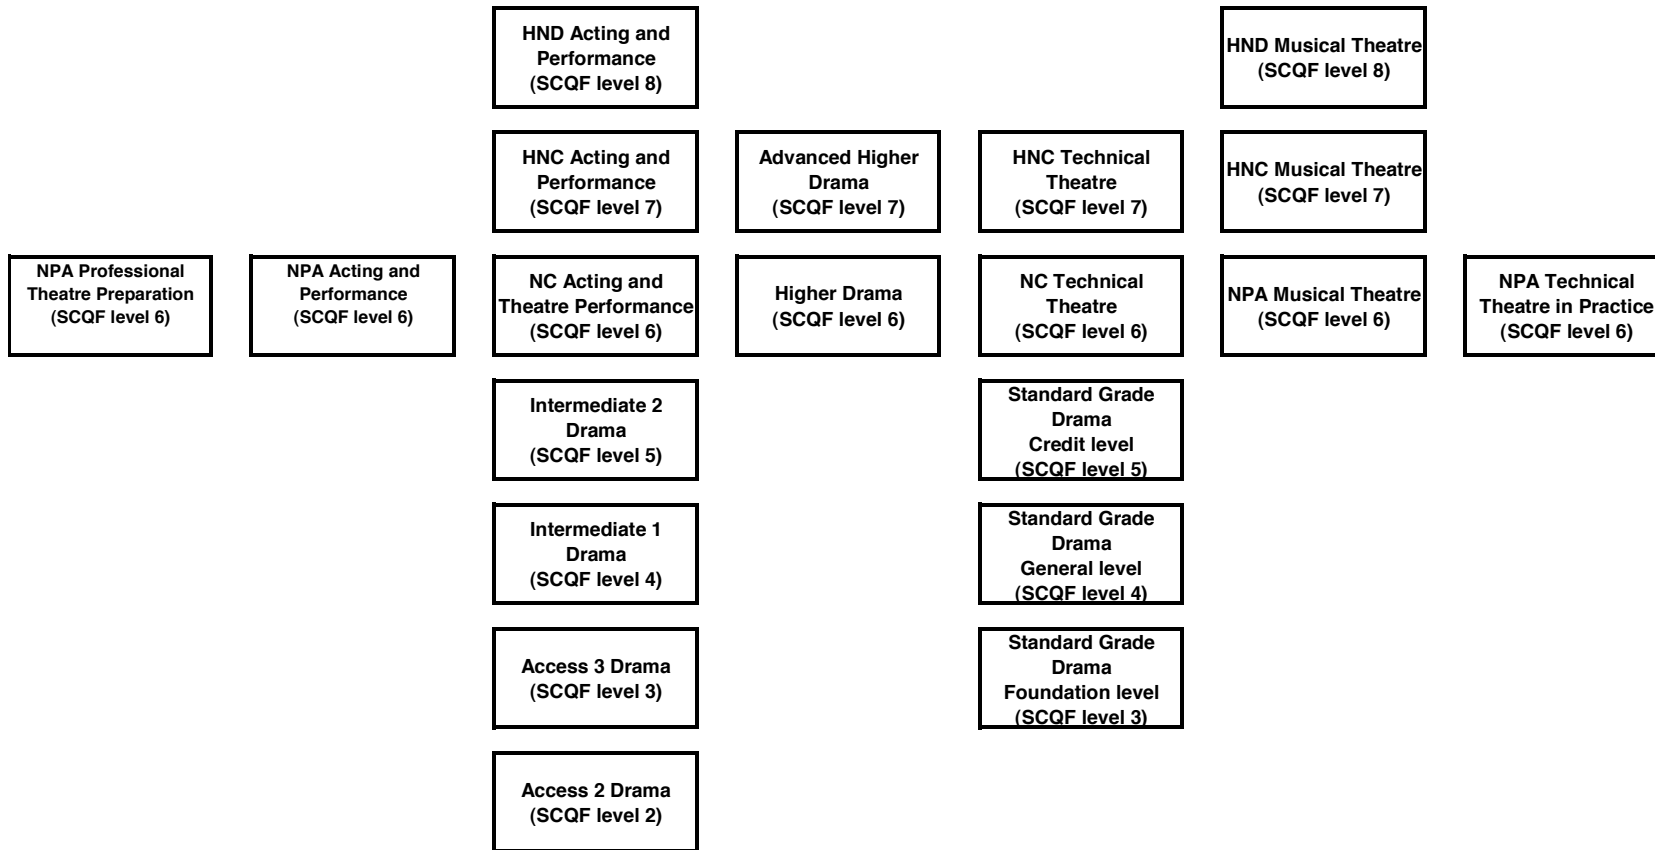 HND Acting and
Performance
(SCQF level 8)
HND Musical Theatre
(SCQF level 8)
HNC Acting and
Performance
(SCQF level 7)
Advanced Higher
Drama
(SCQF level 7)
HNC Technical
Theatre
(SCQF level 7)
HNC Musical Theatre
(SCQF level 7)
NPA Professional
Theatre Preparation
(SCQF level 6)
NPA Acting and
Performance
(SCQF level 6)
NC Acting and
Theatre Performance
(SCQF level 6)
Higher Drama
(SCQF level 6)
NC Technical
Theatre
(SCQF level 6)
NPA Musical Theatre
(SCQF level 6)
NPA Technical
Theatre in Practice
(SCQF level 6)
Intermediate 2
Drama
(SCQF level 5)
Standard Grade
Drama
Credit level
(SCQF level 5)
Intermediate 1
Drama
(SCQF level 4)
Standard Grade
Drama
General level
(SCQF level 4)
Access 3 Drama
(SCQF level 3)
Standard Grade
Drama
Foundation level
(SCQF level 3)
Access 2 Drama
(SCQF level 2)